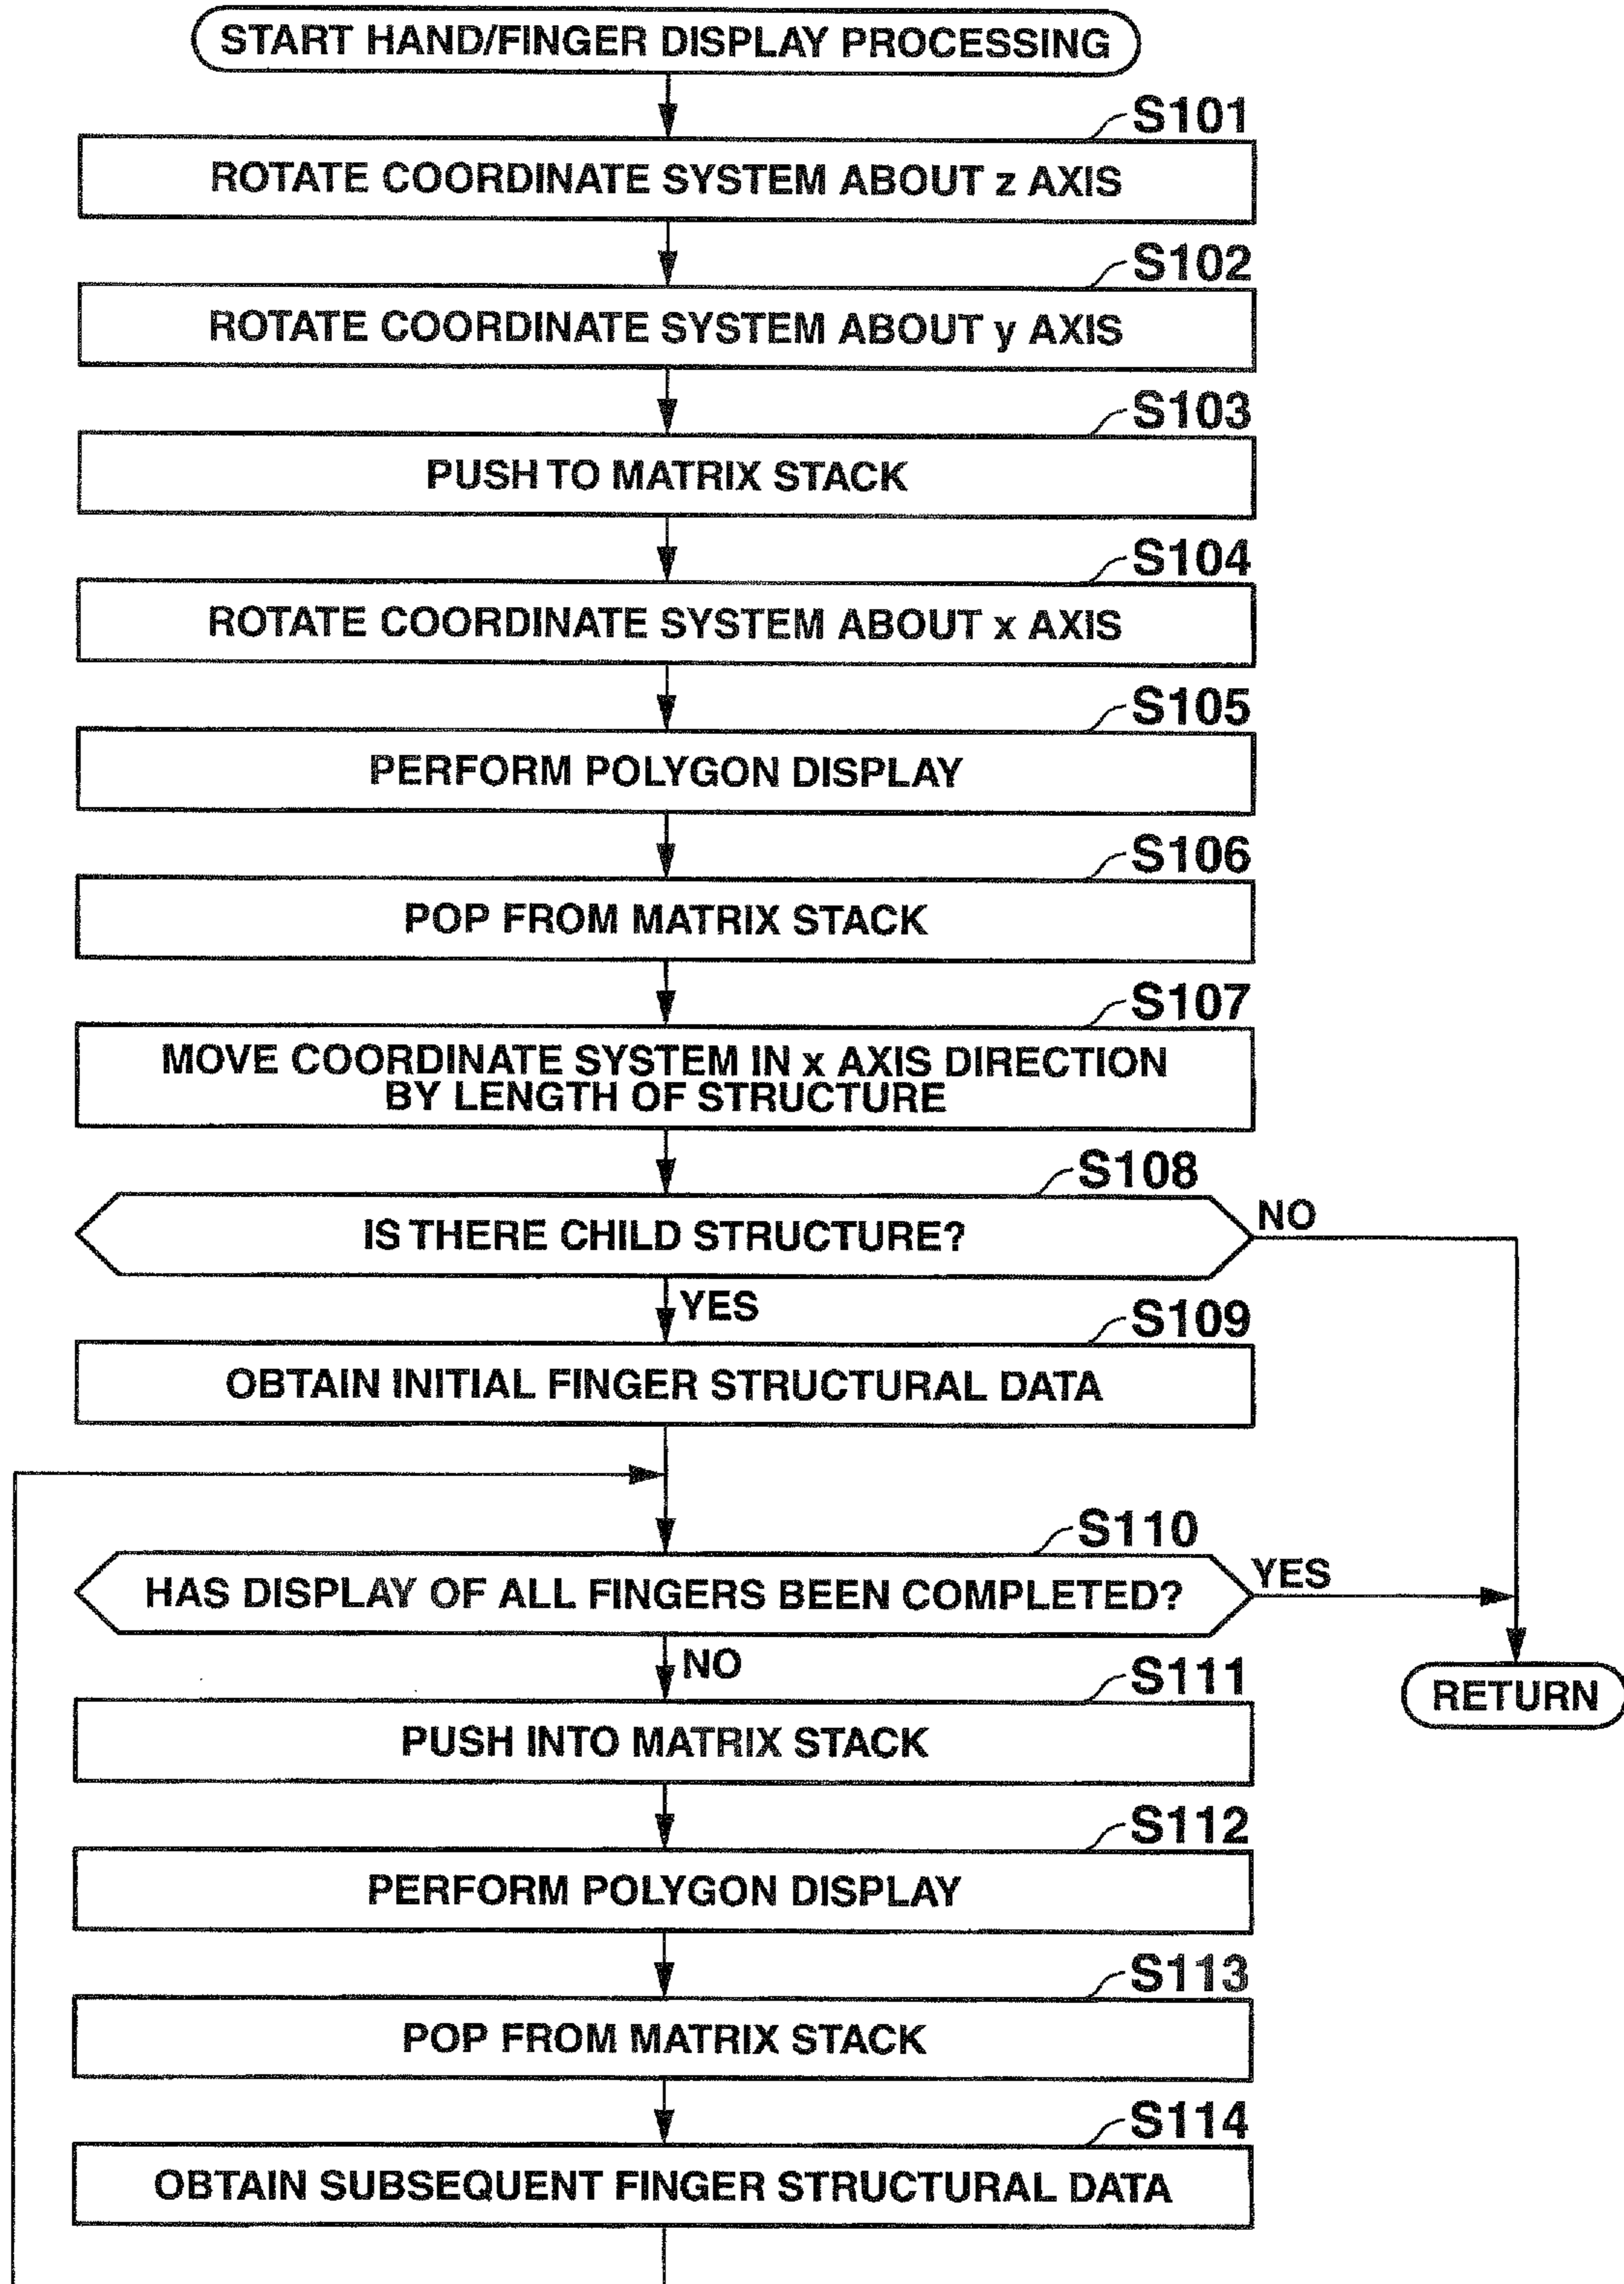 START HAND/FINGER DISPLAY PROCESSING
S101
ROTATE COORDINATE SYSTEM ABOUT z AXIS
S102
ROTATE COORDINATE SYSTEM ABOUT y AXIS
S103
PUSH TO MATRIX STACK
S104
ROTATE COORDINATE SYSTEM ABOUT x AXIS
S105
PERFORM POLYGON DISPLAY
S106
POP FROM MATRIX STACK
S107
MOVE COORDINATE SYSTEM IN x AXIS DIRECTION
BY LENGTH OF STRUCTURE
S108
IS THERE CHILD STRUCTURE?
NO
YES
S109
OBTAIN INITIAL FINGER STRUCTURAL DATA
S110
HAS DISPLAY OF ALL FINGERS BEEN COMPLETED?
YES
NO
S111
PUSH INTO MATRIX STACK
RETURN
S112
PERFORM POLYGON DISPLAY
S113
POP FROM MATRIX STACK
S114
OBTAIN SUBSEQUENT FINGER STRUCTURAL DATA